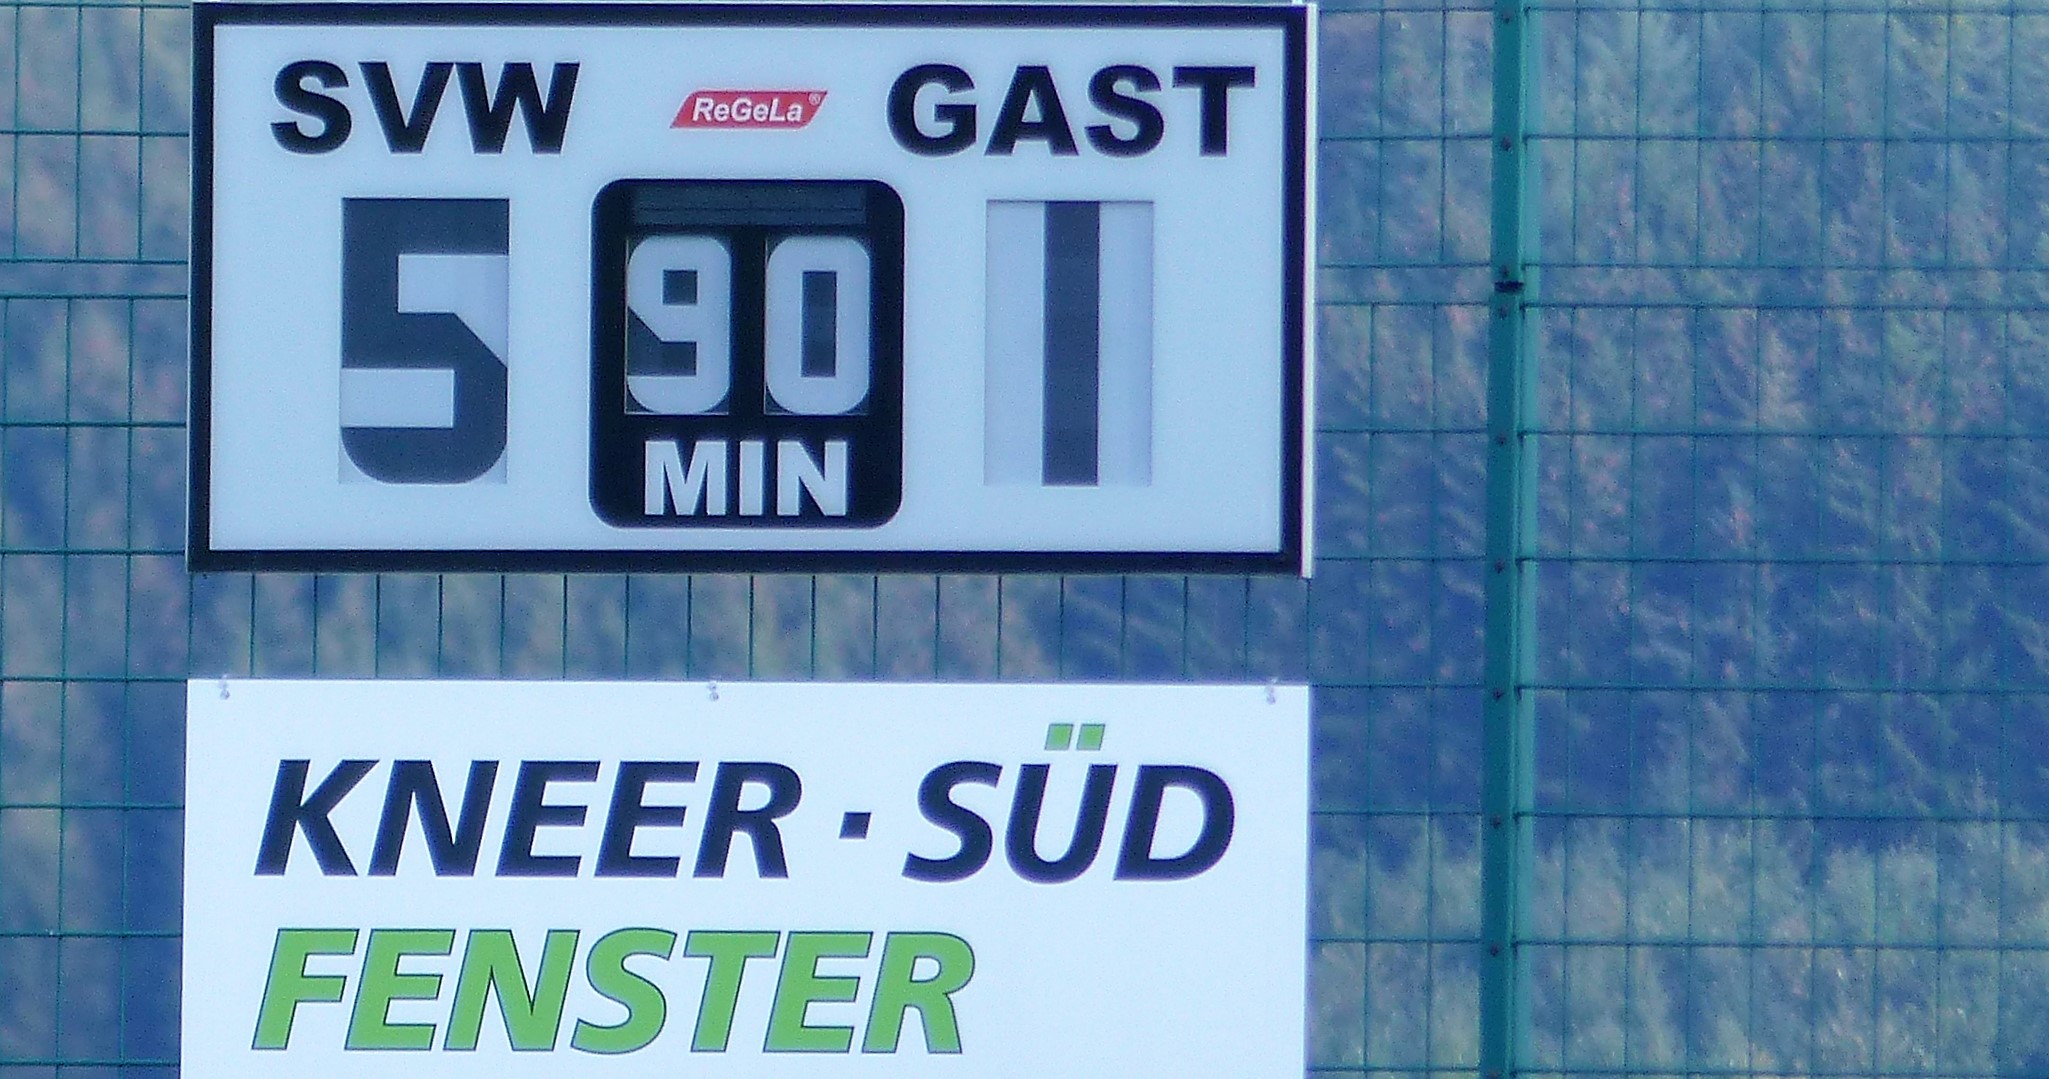 SVW ReGeLa® GAST
5 90 1
MIN
KNEER · SÜD
FENSTER